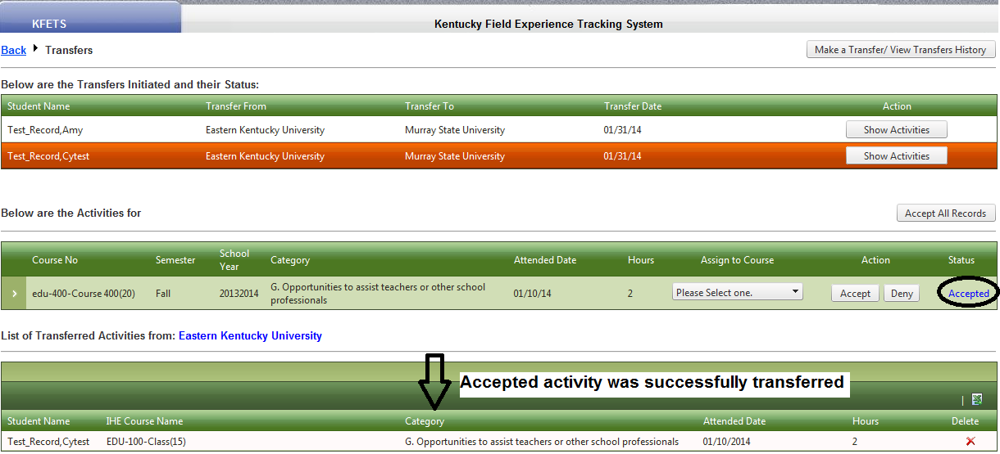 KFETS Kentucky Field Experience Tracking System
Back Transfers Make a Transfer/ View Transfers History
Below are the Transfers Initiated and their Status:
Student Name Transfer From Transfer To Transfer Date Action
Test_Record,Amy Eastern Kentucky University Murray State University 01/31/14 Show Activities
Test_Record,Cytest Eastern Kentucky University Murray State University 01/31/14 Show Activities
Below are the Activities for Accept All Records
Course No Semester School Year Category Attended Date Hours Assign to Course Action Status
edu-400-Course 400(20) Fall 20132014 G. Opportunities to assist teachers or other school professionals 01/10/14 2 Please Select one. Accept Deny Accepted
List of Transferred Activities from: Eastern Kentucky University
Accepted activity was successfully transferred
|
Student Name IHE Course Name Category Attended Date Hours Delete
Test_Record,Cytest EDU-100-Class(15) G. Opportunities to assist teachers or other school professionals 01/10/2014 2